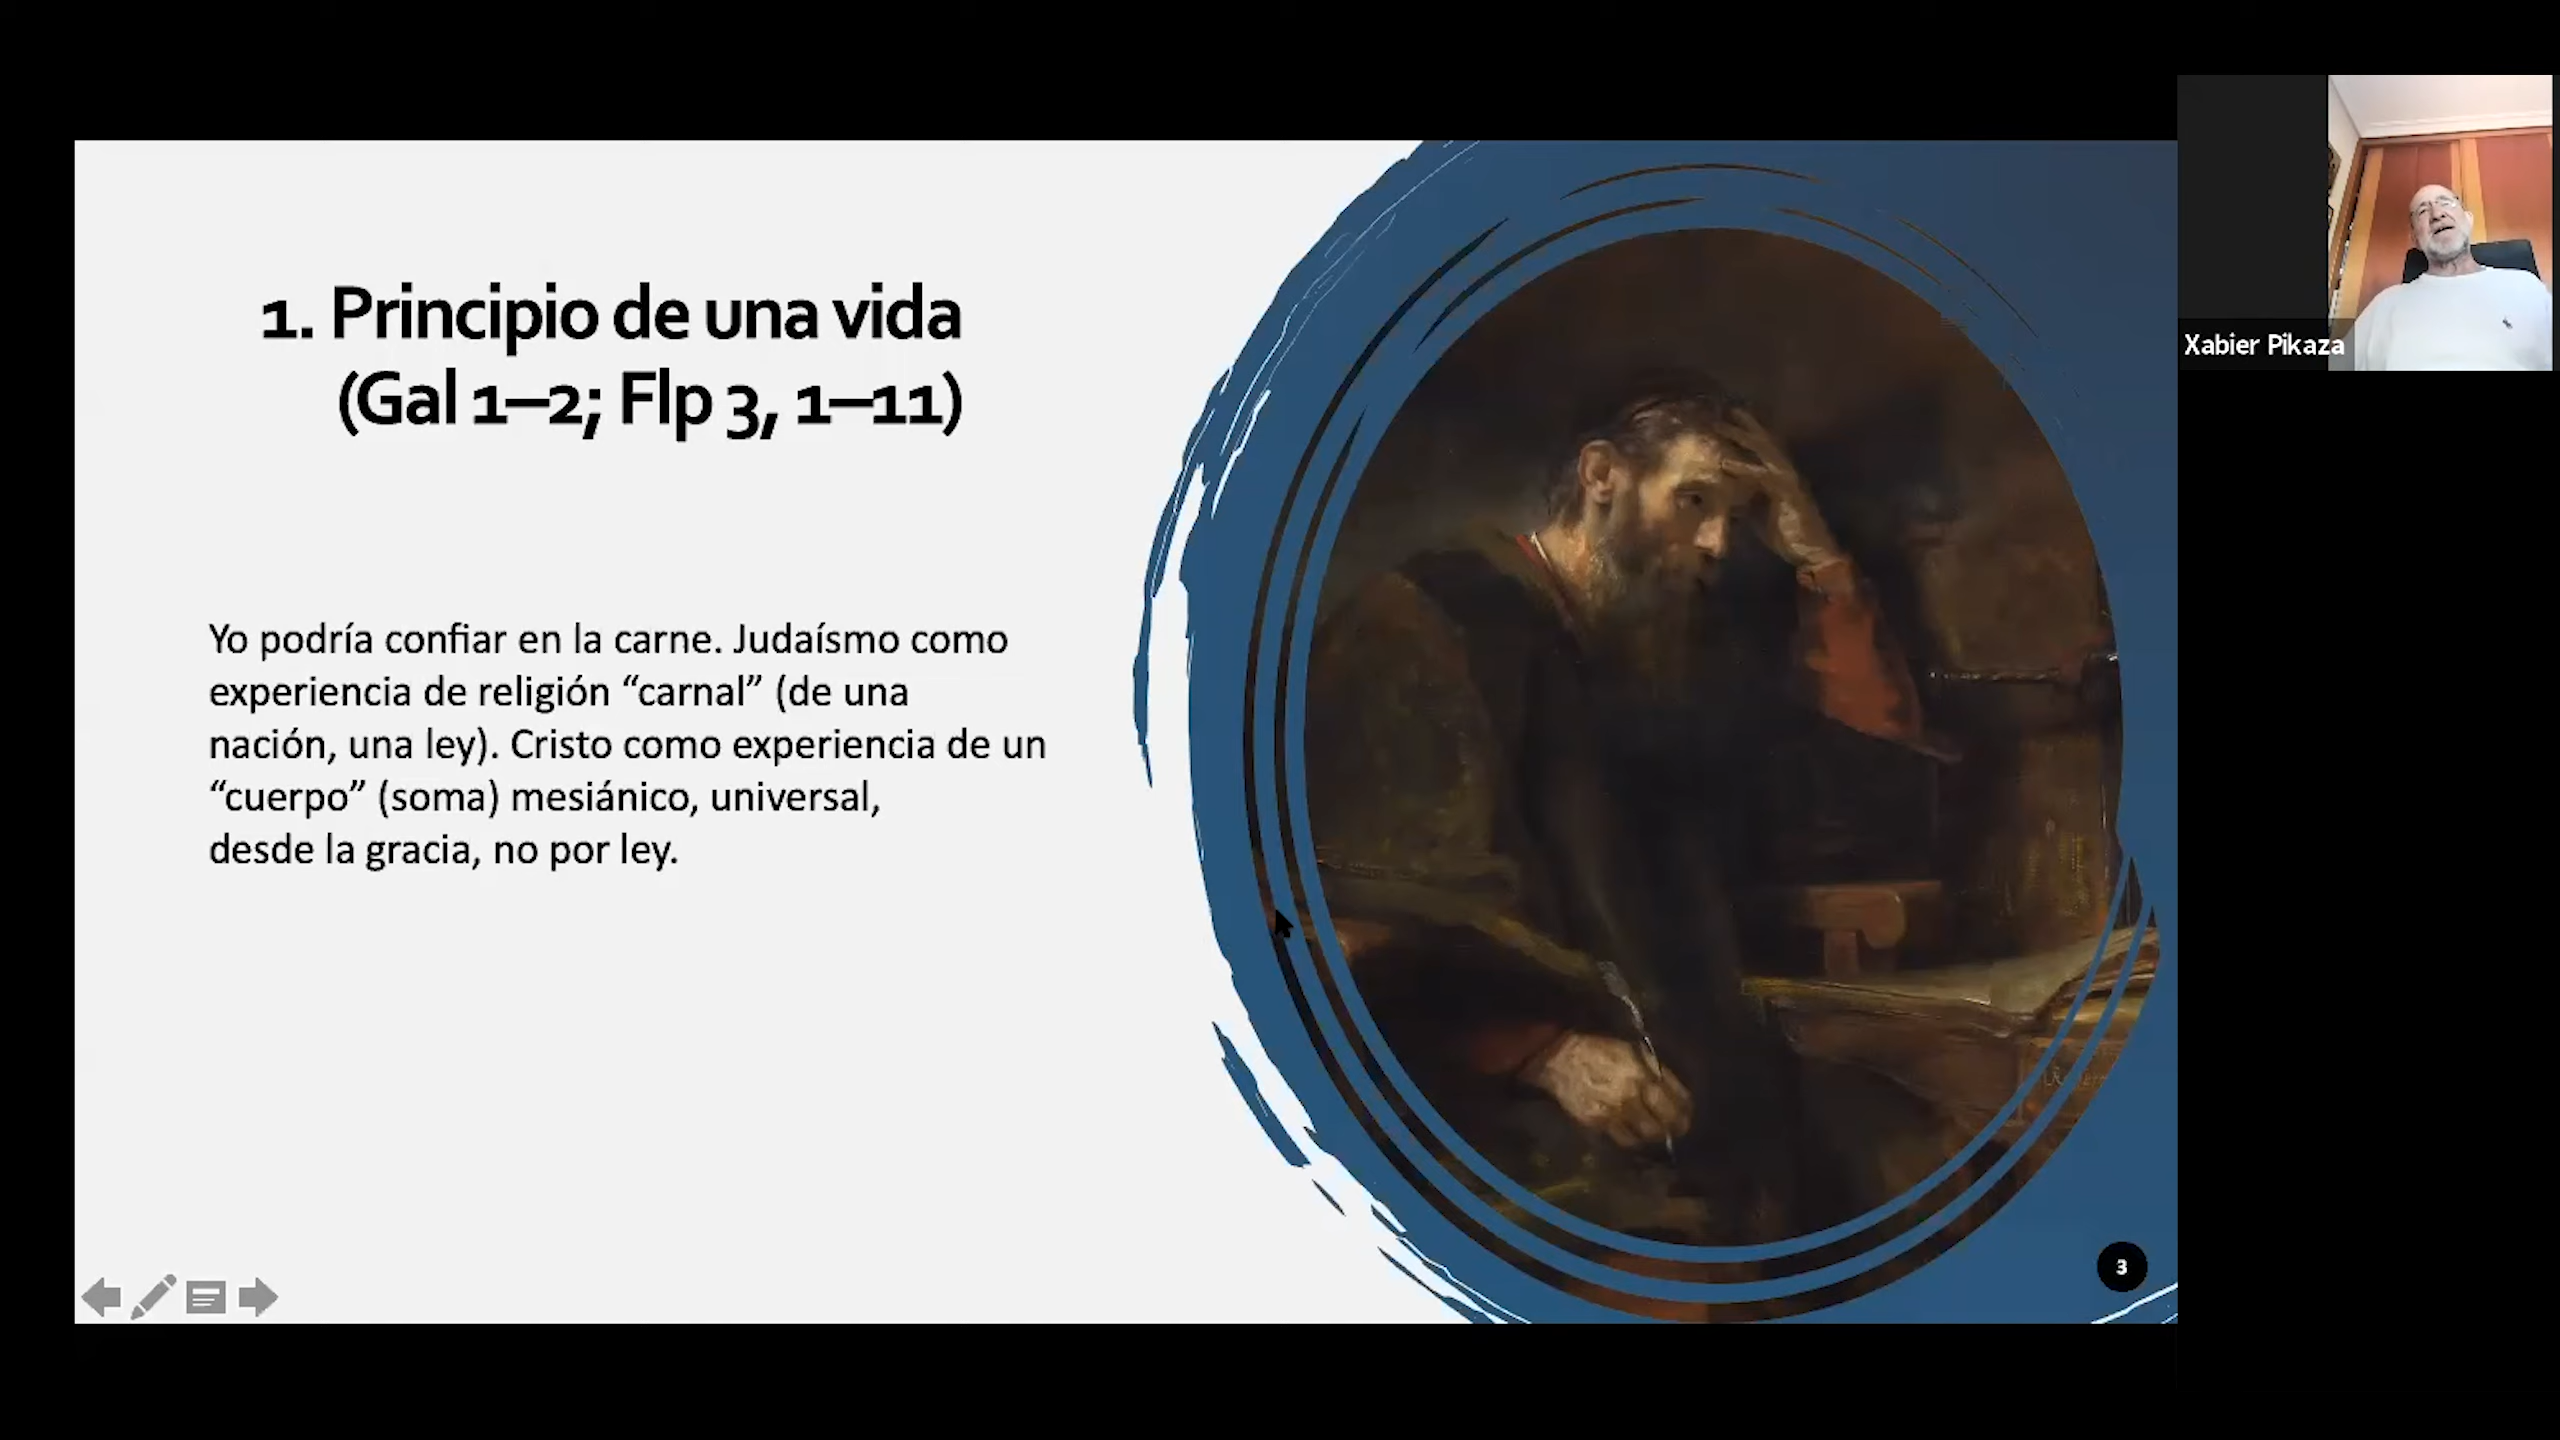 1. Principio de una vida
(Gal 1–2; Flp 3, 1–11)
Yo podría confiar en la carne. Judaísmo como
experiencia de religión “carnal” (de una
nación, una ley). Cristo como experiencia de un
“cuerpo” (soma) mesiánico, universal,
desde la gracia, no por ley.
3
Xabier Pikaza